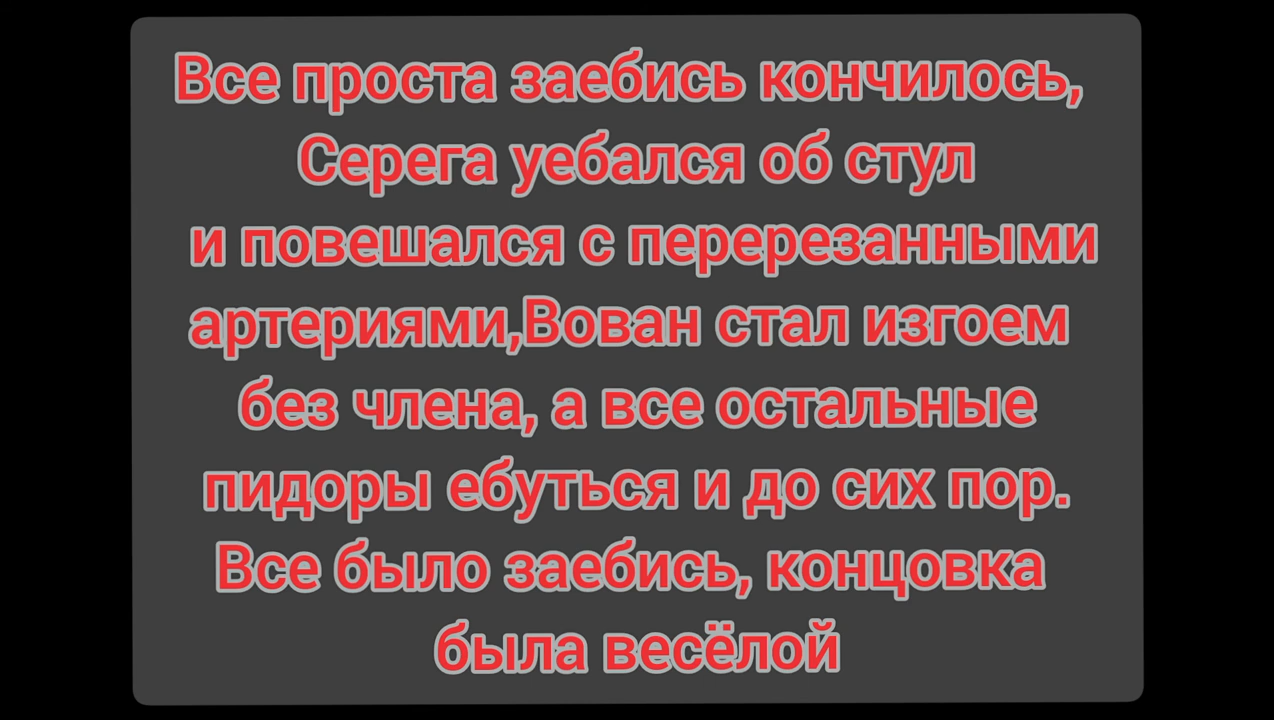 Все проста заебись кончилось,
Серега уебался об стул
и повешался с перерезанными
артериями,Вован стал изгоем
без члена, а все остальные
пидоры ебуться и до сих пор.
Все было заебись, концовка
была весёлой